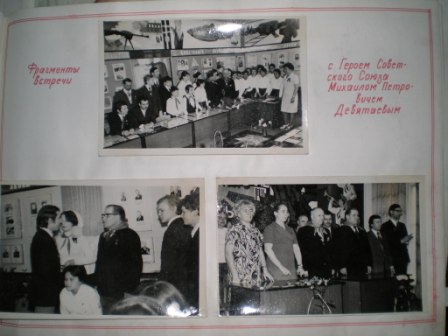 Фрагменты
встречи
с Героем Совет-
ского Союза
Михаилом Петро-
вичем
Девятаевым